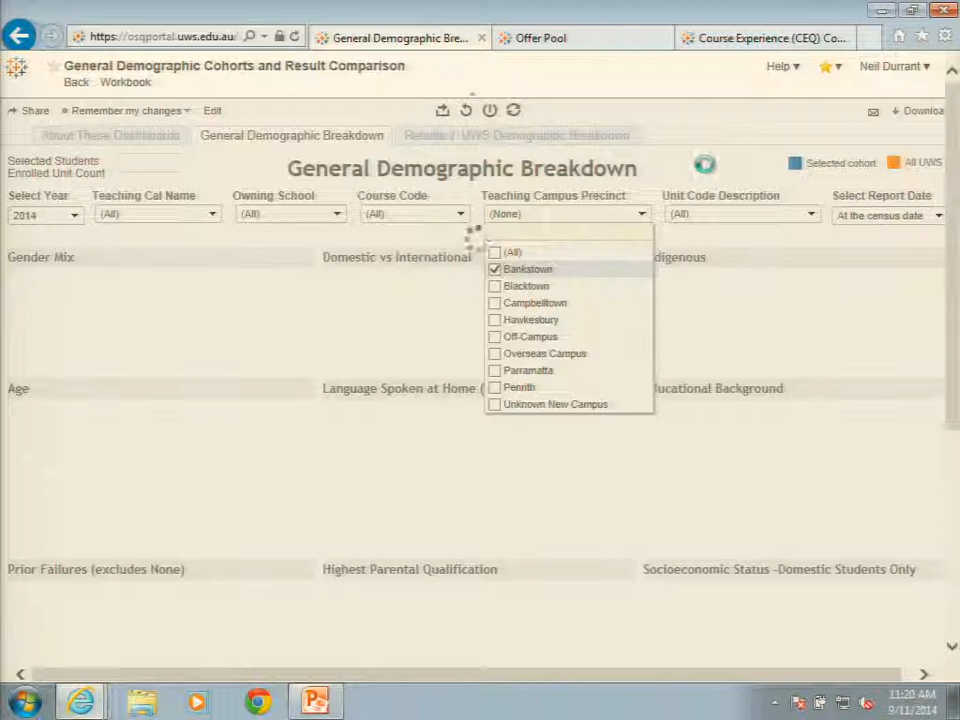 https://osqportal.uws.edu.au/
General Demographic Bre...
Offer Pool
Course Experience (CEQ) Co...
General Demographic Cohorts and Result Comparison
Help
Neil Durrant
Back Workbook
Share Remember my changes Edit
Downloa
About These Dashboards
General Demographic Breakdown
Results / UWS Demographic Breakdown
Selected Students
Enrolled Unit Count
General Demographic Breakdown
Selected cohort
All UWS
Select Year
Teaching Cal Name
Owning School
Course Code
Teaching Campus Precinct
Unit Code Description
Select Report Date
2014
(All)
(All)
(All)
(None)
(All)
At the census date
(All)
Bankstown
Blacktown
Campbelltown
Hawkesbury
Off-Campus
Overseas Campus
Parramatta
Penrith
Unknown New Campus
Gender Mix
Domestic vs International
digenous
Age
Language Spoken at Home (
ducational Background
Prior Failures (excludes None)
Highest Parental Qualification
Socioeconomic Status -Domestic Students Only
11:20 AM
9/11/2014